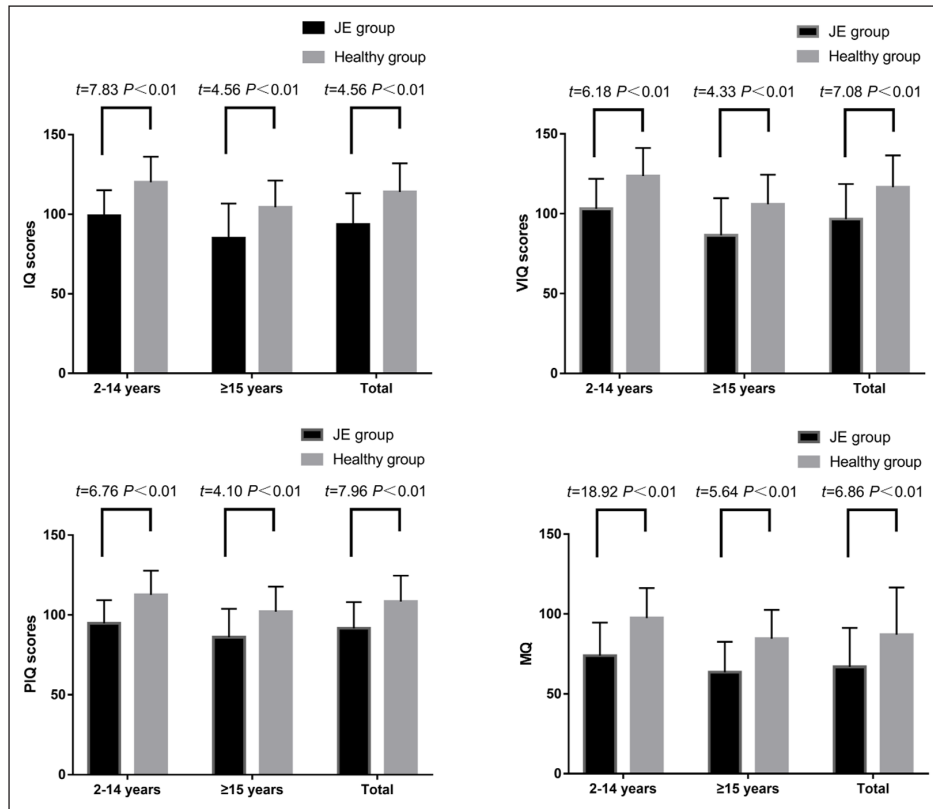 JE group
Healthy group
t=7.83 P<0.01 t=4.56 P<0.01 t=4.56 P<0.01
150
100
50
0
IQ scores
2-14 years ≥15 years Total
JE group
Healthy group
t=6.18 P<0.01 t=4.33 P<0.01 t=7.08 P<0.01
150
100
50
0
VIQ scores
2-14 years ≥15 years Total
JE group
Healthy group
t=6.76 P<0.01 t=4.10 P<0.01 t=7.96 P<0.01
150
100
50
0
PIQ scores
2-14 years ≥15 years Total
JE group
Healthy group
t=18.92 P<0.01 t=5.64 P<0.01 t=6.86 P<0.01
150
100
50
0
MQ
2-14 years ≥15 years Total